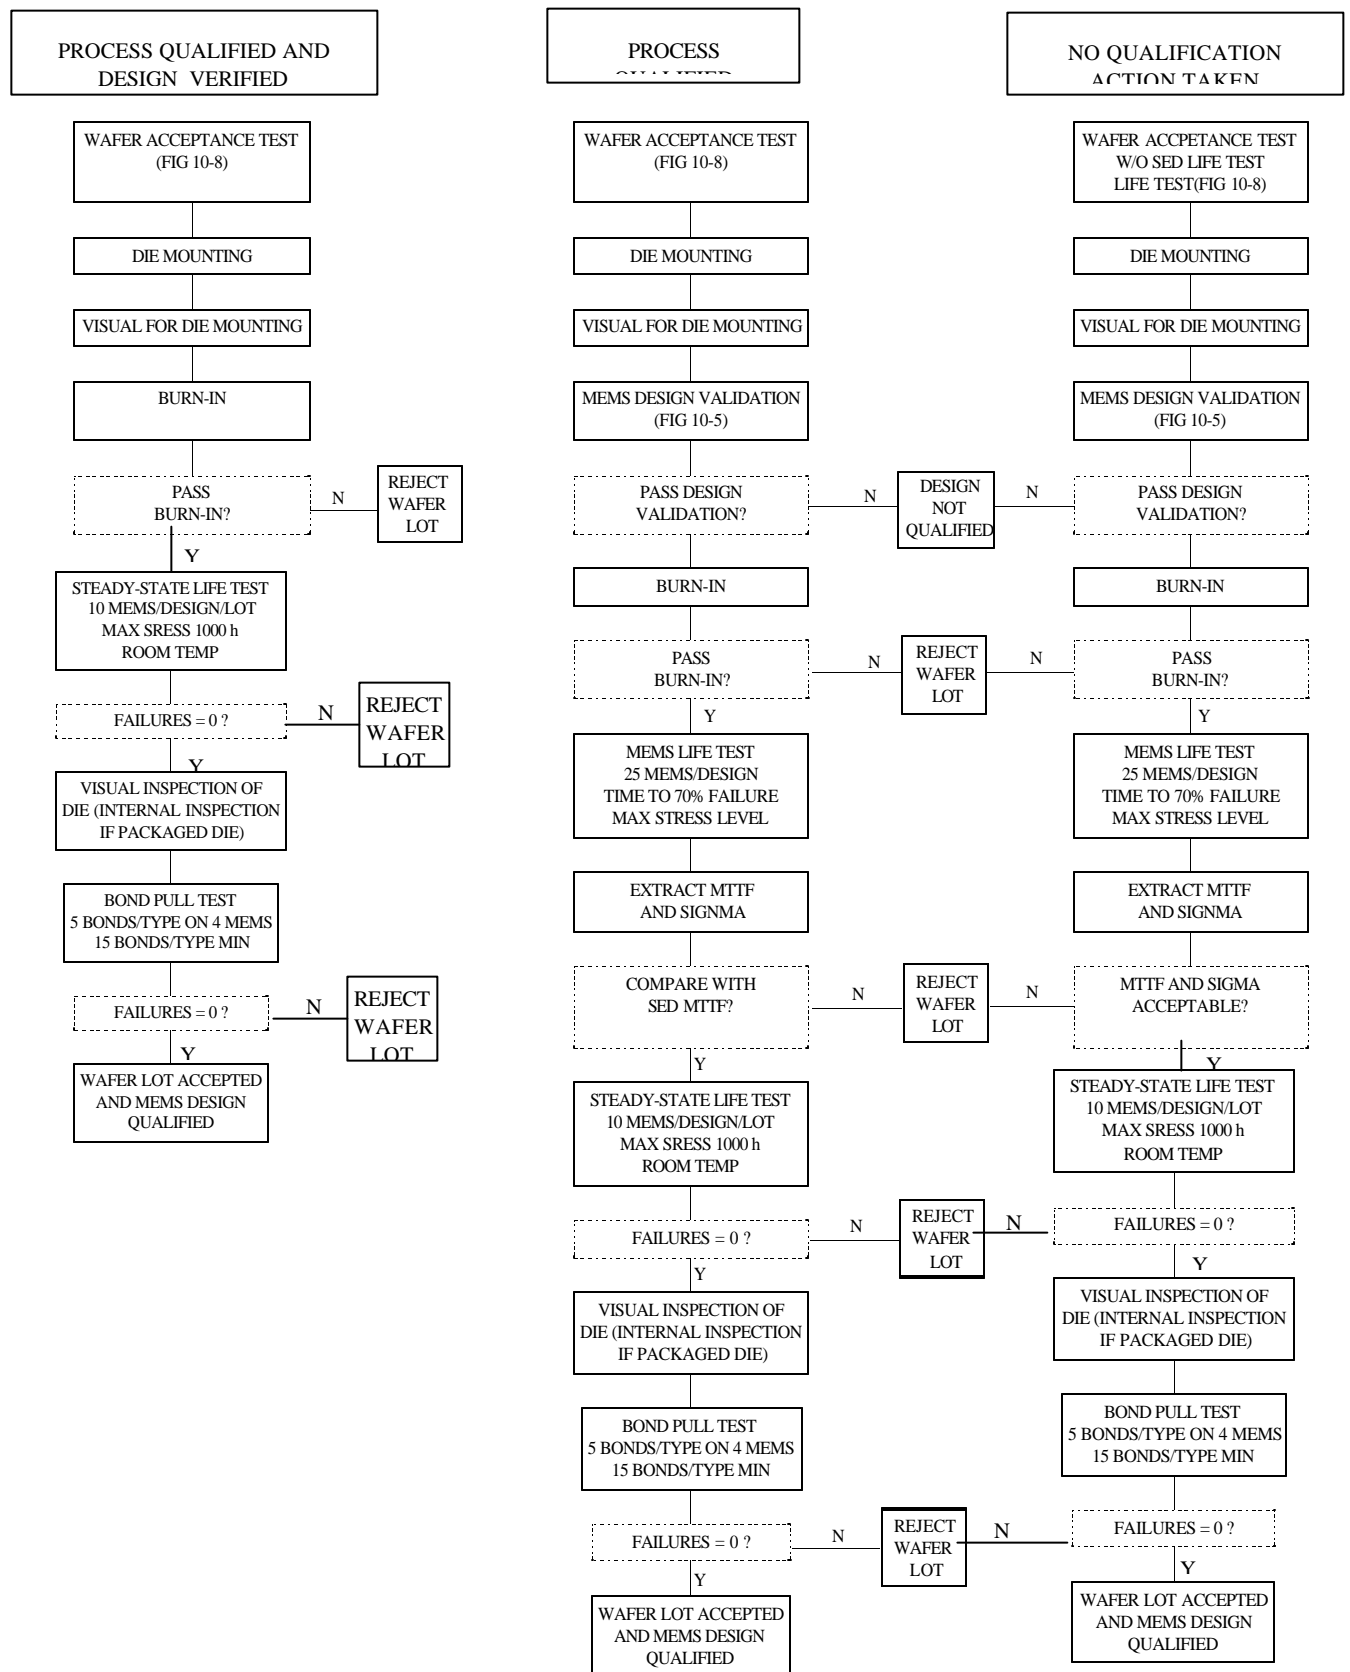 PROCESS QUALIFIED AND
DESIGN VERIFIED
WAFER ACCEPTANCE TEST
(FIG 10-8)
DIE MOUNTING
VISUAL FOR DIE MOUNTING
BURN-IN
PASS
BURN-IN?
N
REJECT
WAFER
LOT
Y
STEADY-STATE LIFE TEST
10 MEMS/DESIGN/LOT
MAX SRESS 1000 h
ROOM TEMP
FAILURES = 0 ?
N
REJECT
WAFER
LOT
Y
VISUAL INSPECTION OF
DIE (INTERNAL INSPECTION
IF PACKAGED DIE)
BOND PULL TEST
5 BONDS/TYPE ON 4 MEMS
15 BONDS/TYPE MIN
FAILURES = 0 ?
N
REJECT
WAFER
LOT
Y
WAFER LOT ACCEPTED
AND MEMS DESIGN
QUALIFIED
PROCESS
QUALIFIED
WAFER ACCEPTANCE TEST
(FIG 10-8)
DIE MOUNTING
VISUAL FOR DIE MOUNTING
MEMS DESIGN VALIDATION
(FIG 10-5)
PASS DESIGN
VALIDATION?
N
DESIGN
NOT
QUALIFIED
N
BURN-IN
PASS
BURN-IN?
N
REJECT
WAFER
LOT
N
Y
MEMS LIFE TEST
25 MEMS/DESIGN
TIME TO 70% FAILURE
MAX STRESS LEVEL
EXTRACT MTTF
AND SIGNMA
COMPARE WITH
SED MTTF?
N
REJECT
WAFER
LOT
N
Y
STEADY-STATE LIFE TEST
10 MEMS/DESIGN/LOT
MAX SRESS 1000 h
ROOM TEMP
FAILURES = 0 ?
N
REJECT
WAFER
LOT
N
Y
VISUAL INSPECTION OF
DIE (INTERNAL INSPECTION
IF PACKAGED DIE)
BOND PULL TEST
5 BONDS/TYPE ON 4 MEMS
15 BONDS/TYPE MIN
FAILURES = 0 ?
N
REJECT
WAFER
LOT
N
Y
WAFER LOT ACCEPTED
AND MEMS DESIGN
QUALIFIED
NO QUALIFICATION
ACTION TAKEN
WAFER ACCPETANCE TEST
W/O SED LIFE TEST
LIFE TEST(FIG 10-8)
DIE MOUNTING
VISUAL FOR DIE MOUNTING
MEMS DESIGN VALIDATION
(FIG 10-5)
PASS DESIGN
VALIDATION?
BURN-IN
PASS
BURN-IN?
Y
MEMS LIFE TEST
25 MEMS/DESIGN
TIME TO 70% FAILURE
MAX STRESS LEVEL
EXTRACT MTTF
AND SIGNMA
MTTF AND SIGMA
ACCEPTABLE?
Y
STEADY-STATE LIFE TEST
10 MEMS/DESIGN/LOT
MAX SRESS 1000 h
ROOM TEMP
FAILURES = 0 ?
Y
VISUAL INSPECTION OF
DIE (INTERNAL INSPECTION
IF PACKAGED DIE)
BOND PULL TEST
5 BONDS/TYPE ON 4 MEMS
15 BONDS/TYPE MIN
FAILURES = 0 ?
Y
WAFER LOT ACCEPTED
AND MEMS DESIGN
QUALIFIED